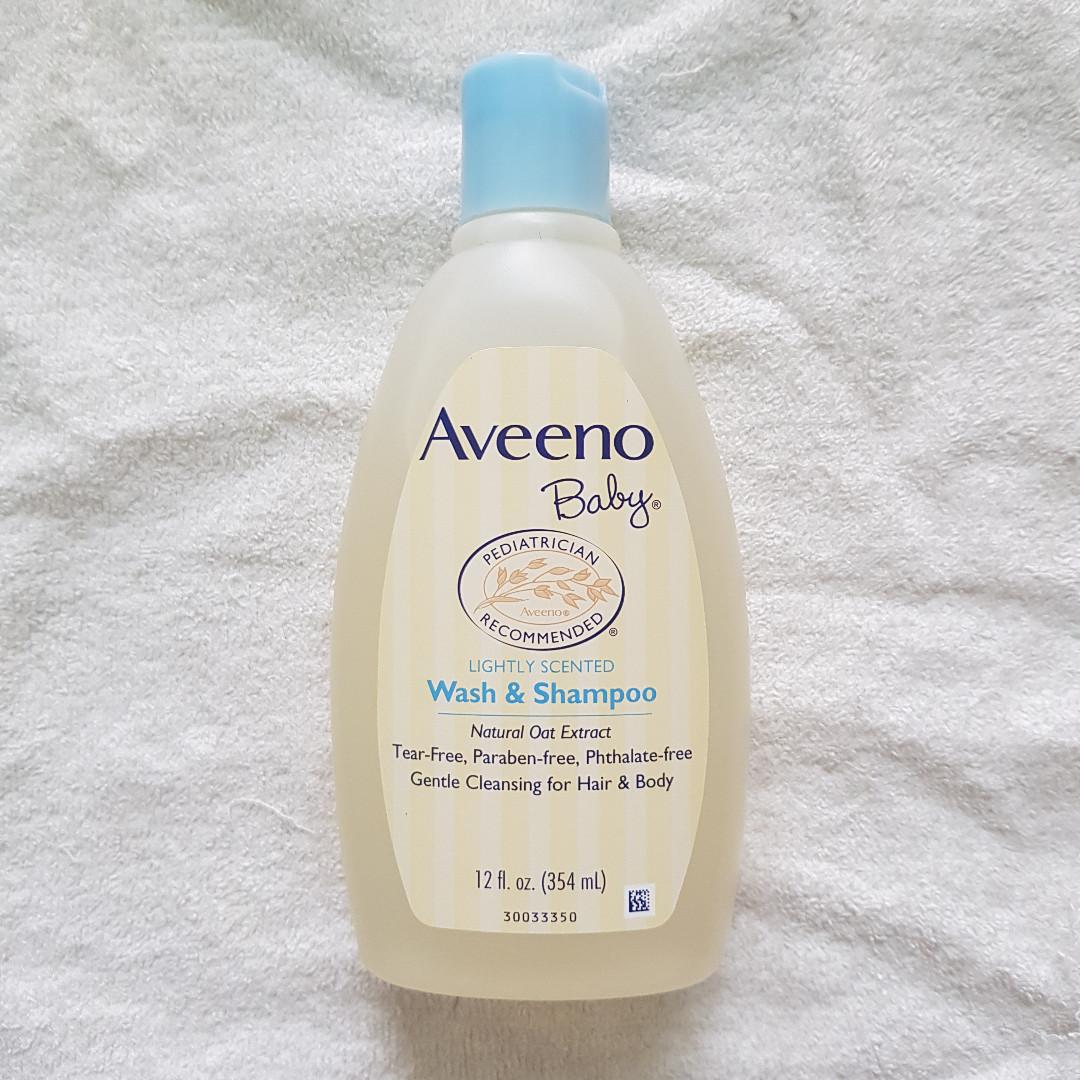 Aveeno
Baby®
PEDIATRICIAN
Aveeno®
RECOMMENDED®
LIGHTLY SCENTED
Wash & Shampoo
Natural Oat Extract
Tear-Free, Paraben-free, Phthalate-free
Gentle Cleansing for Hair & Body
12 fl. oz. (354 mL)
30033350